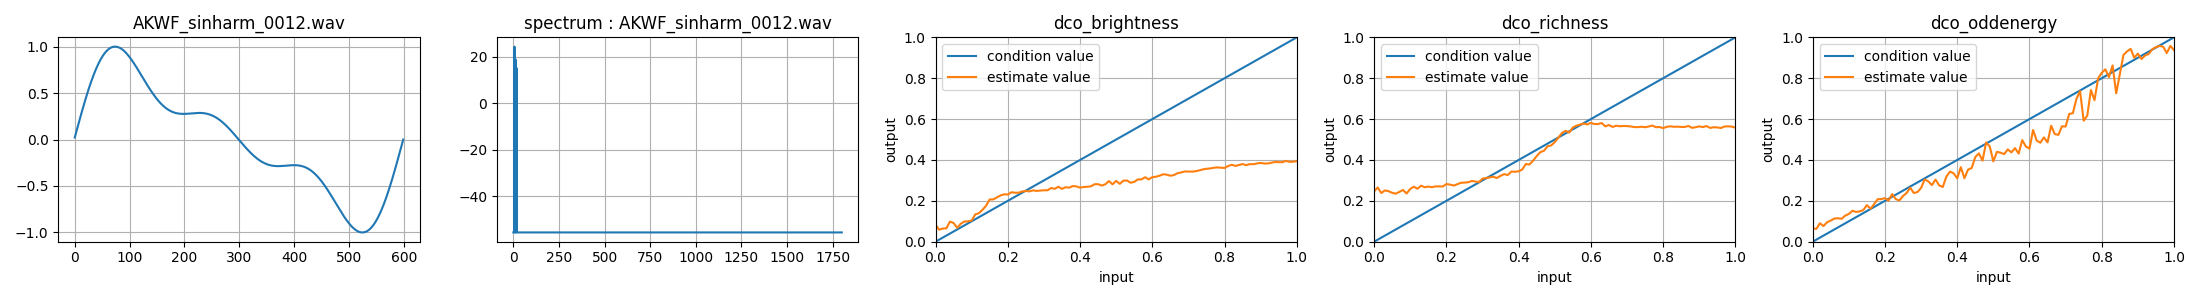 AKWF_sinharm_0012.wav
1.0
0.5
0.0
−0.5
−1.0
0 100 200 300 400 500 600
spectrum : AKWF_sinharm_0012.wav
20
0
−20
−40
0 250 500 750 1000 1250 1500 1750
dco_brightness
condition value
estimate value
output
1.0
0.8
0.6
0.4
0.2
0.0
0.0 0.2 0.4 0.6 0.8 1.0
input
dco_richness
condition value
estimate value
output
1.0
0.8
0.6
0.4
0.2
0.0
0.0 0.2 0.4 0.6 0.8 1.0
input
dco_oddenergy
condition value
estimate value
output
1.0
0.8
0.6
0.4
0.2
0.0
0.0 0.2 0.4 0.6 0.8 1.0
input